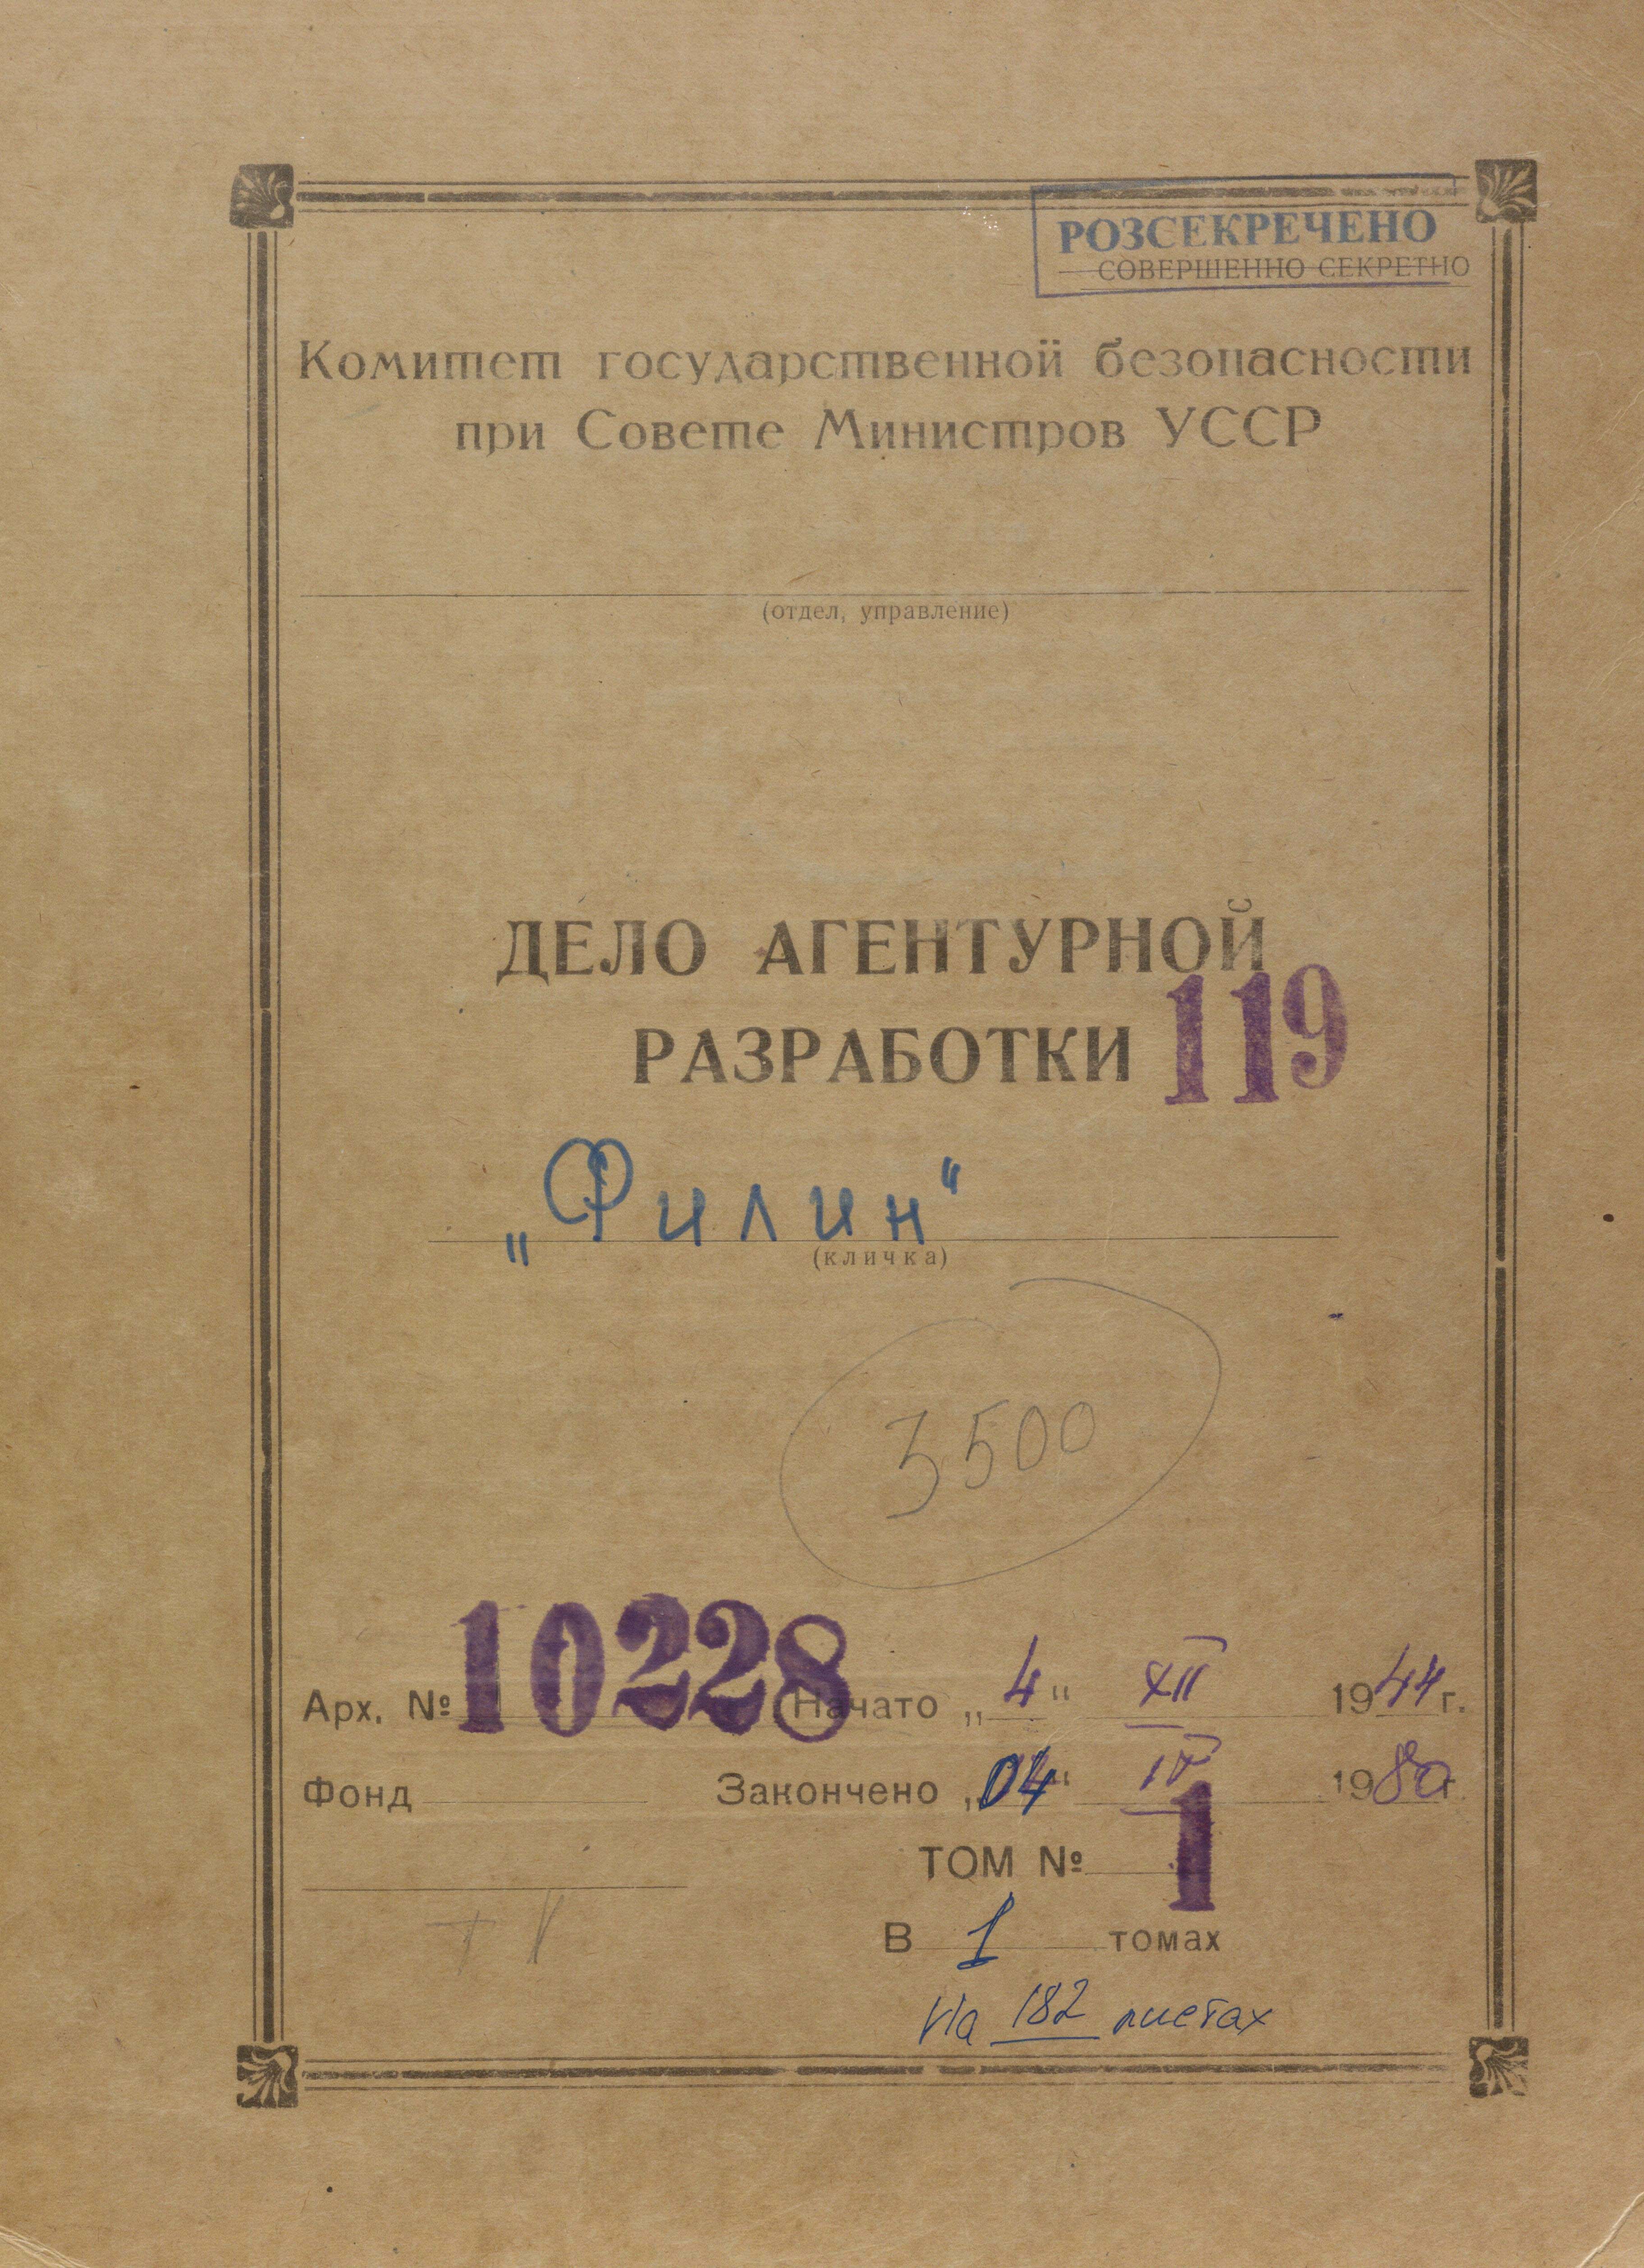 РОЗСЕКРЕЧЕНО
СОВЕРШЕННО СЕКРЕТНО
Комитет государственной безопасности
при Совете Министров УССР
(отдел, управление)
ДЕЛО АГЕНТУРНОЙ
РАЗРАБОТКИ 119
„Филин“
(кличка)
3500
Арх. № 10228 Начато „4“ XII 1944 г.
Фонд Закончено „04“ IV 1980 г.
ТОМ № 1
В 1 томах
На 182 листах